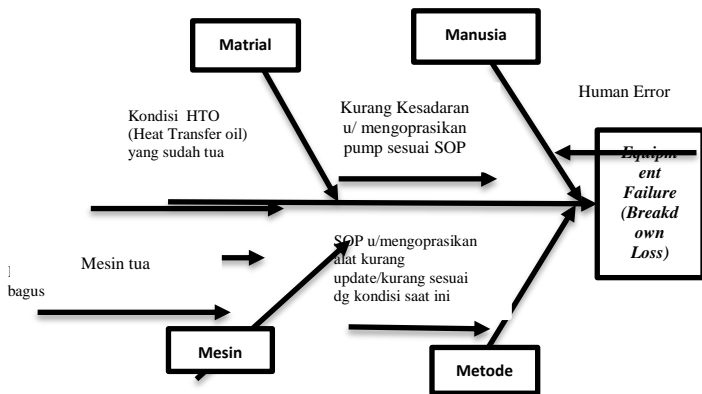 Matrial
Manusia
Human Error
Kondisi HTO
(Heat Transfer oil)
yang sudah tua
Kurang Kesadaran
u/ mengoprasikan
pump sesuai SOP
Equipm
ent
Failure
(Breakd
own
Loss)
Mesin tua
bagus
SOP u/mengoprasikan
alat kurang
update/kurang sesuai
dg kondisi saat ini
Mesin
Metode